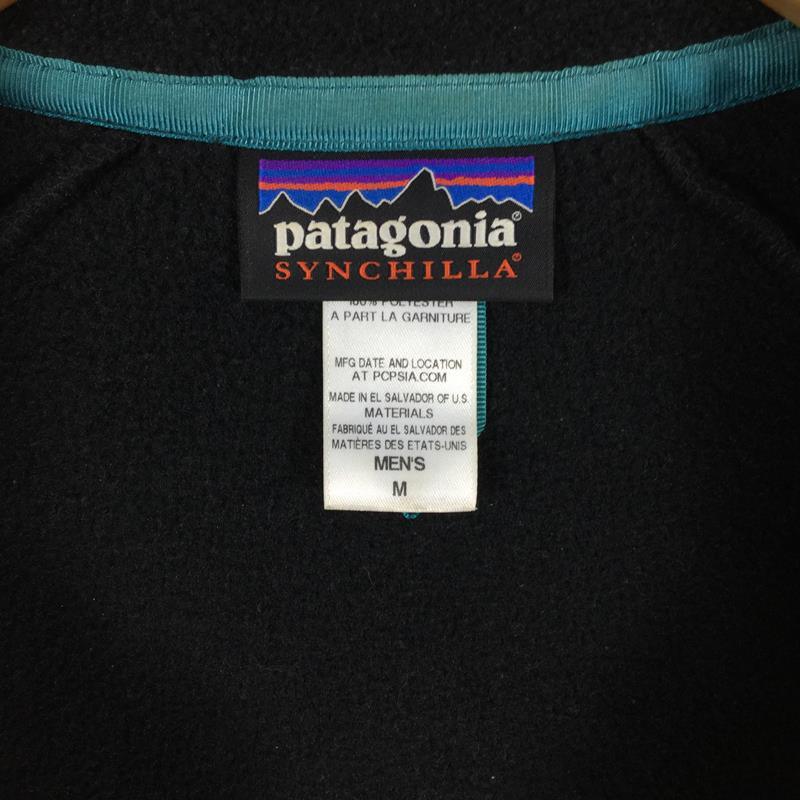 patagonia®
SYNCHILLA®
100% POLYESTER
A PART LA GARNITURE
MFG DATE AND LOCATION
AT PCPSIA.COM
MADE IN EL SALVADOR OF U.S.
MATERIALS
FABRIQUÉ AU EL SALVADOR DES
MATIÈRES DES ETATS-UNIS
MEN'S
M